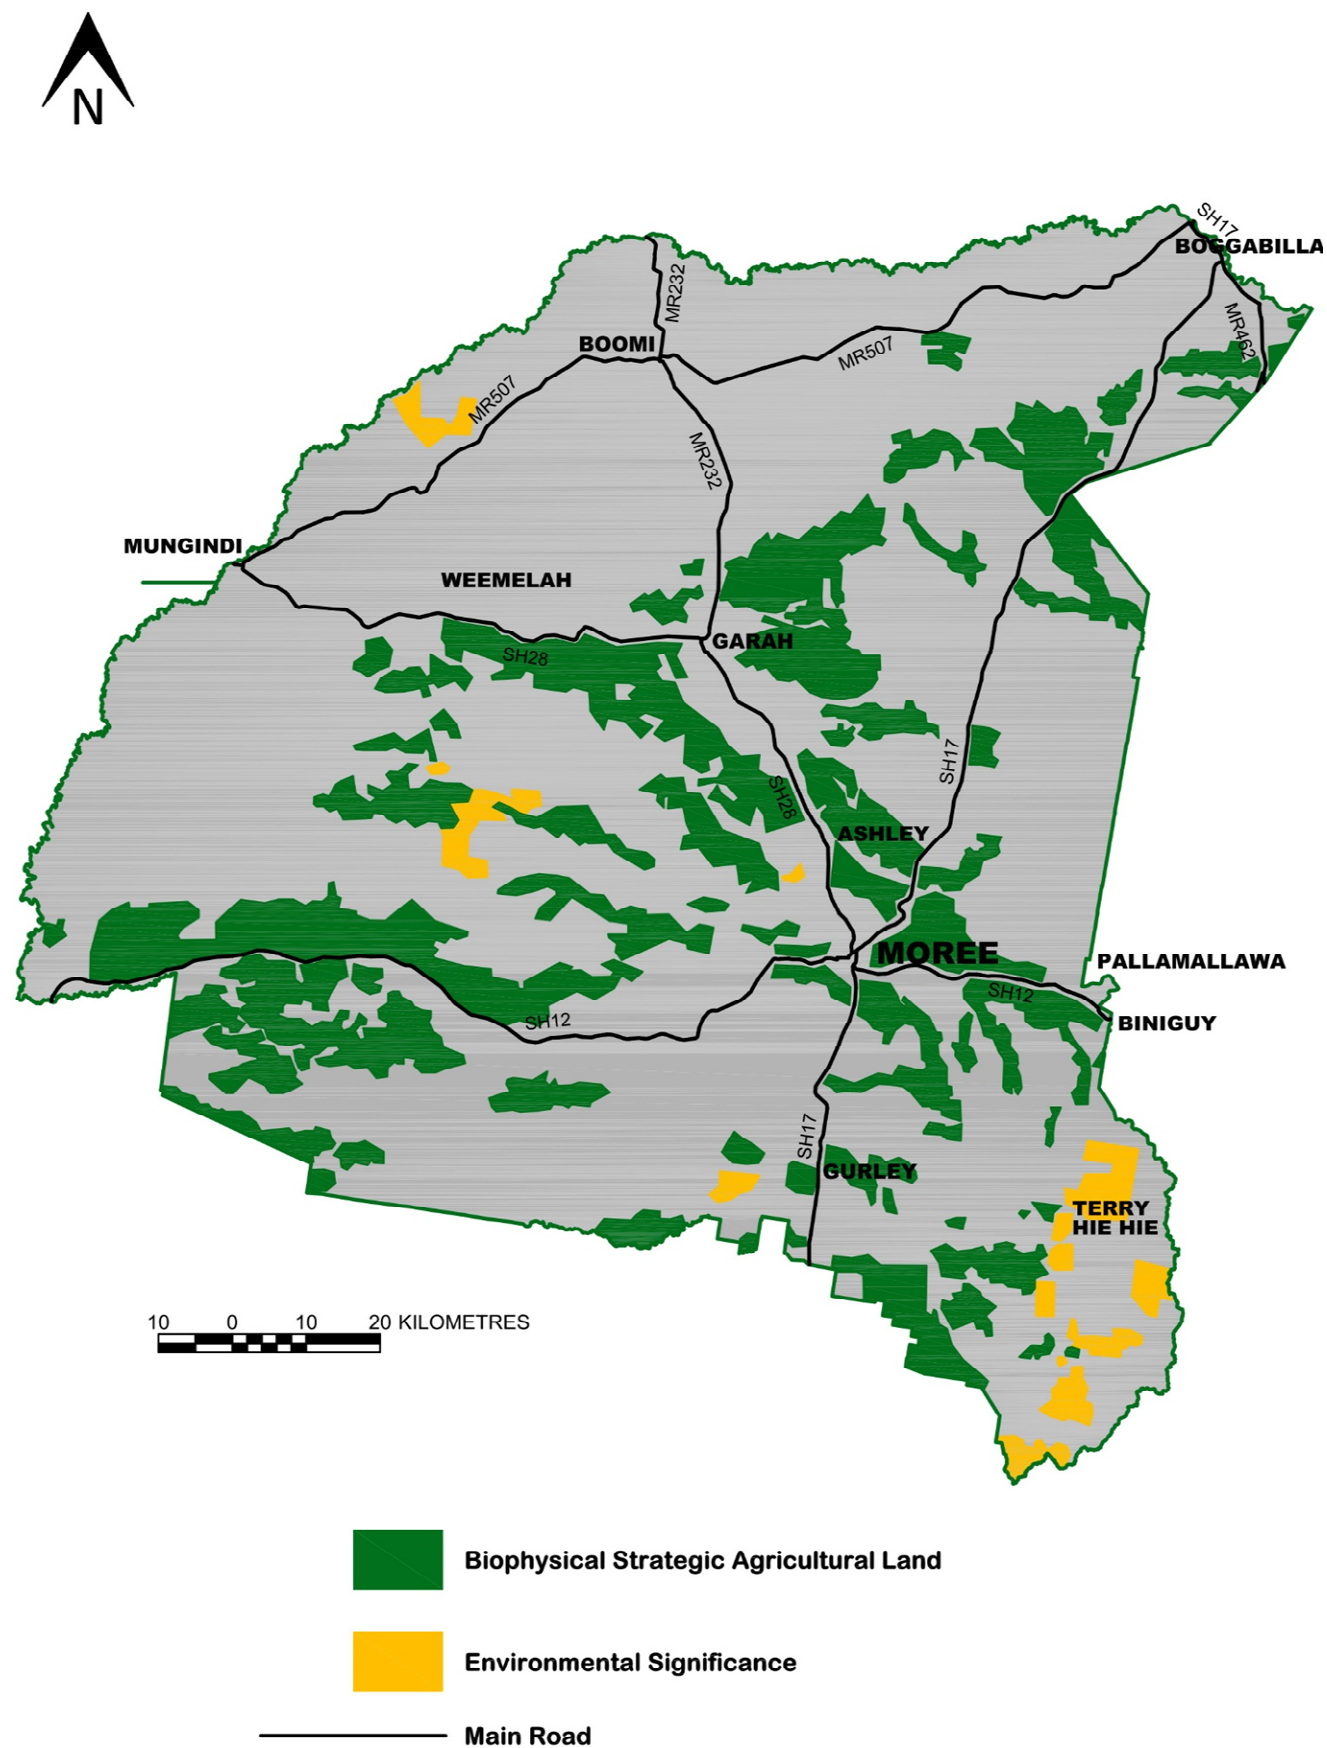 N
SH17
BOGGABILLA
MR232
MR462
BOOMI
MR507
MR507
MR232
MUNGINDI
WEEMELAH
GARAH
SH28
SH17
SH28
ASHLEY
MOREE
PALLAMALLAWA
SH12
BINIGUY
SH12
SH17
GURLEY
TERRY
HIE HIE
10 0 10 20 KILOMETRES
Biophysical Strategic Agricultural Land
Environmental Significance
Main Road